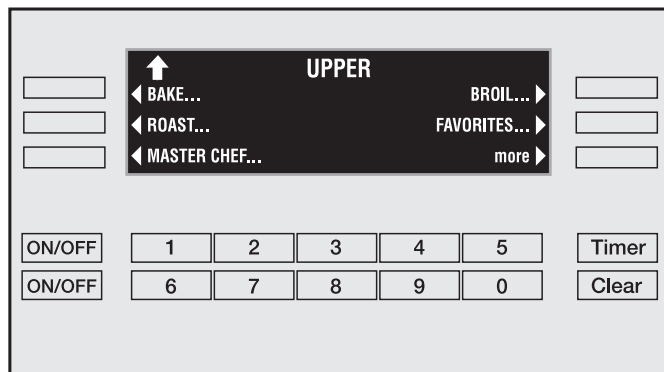 UPPER
BAKE... BROIL...
ROAST... FAVORITES...
MASTER CHEF... more
ON/OFF 1 2 3 4 5 Timer
ON/OFF 6 7 8 9 0 Clear